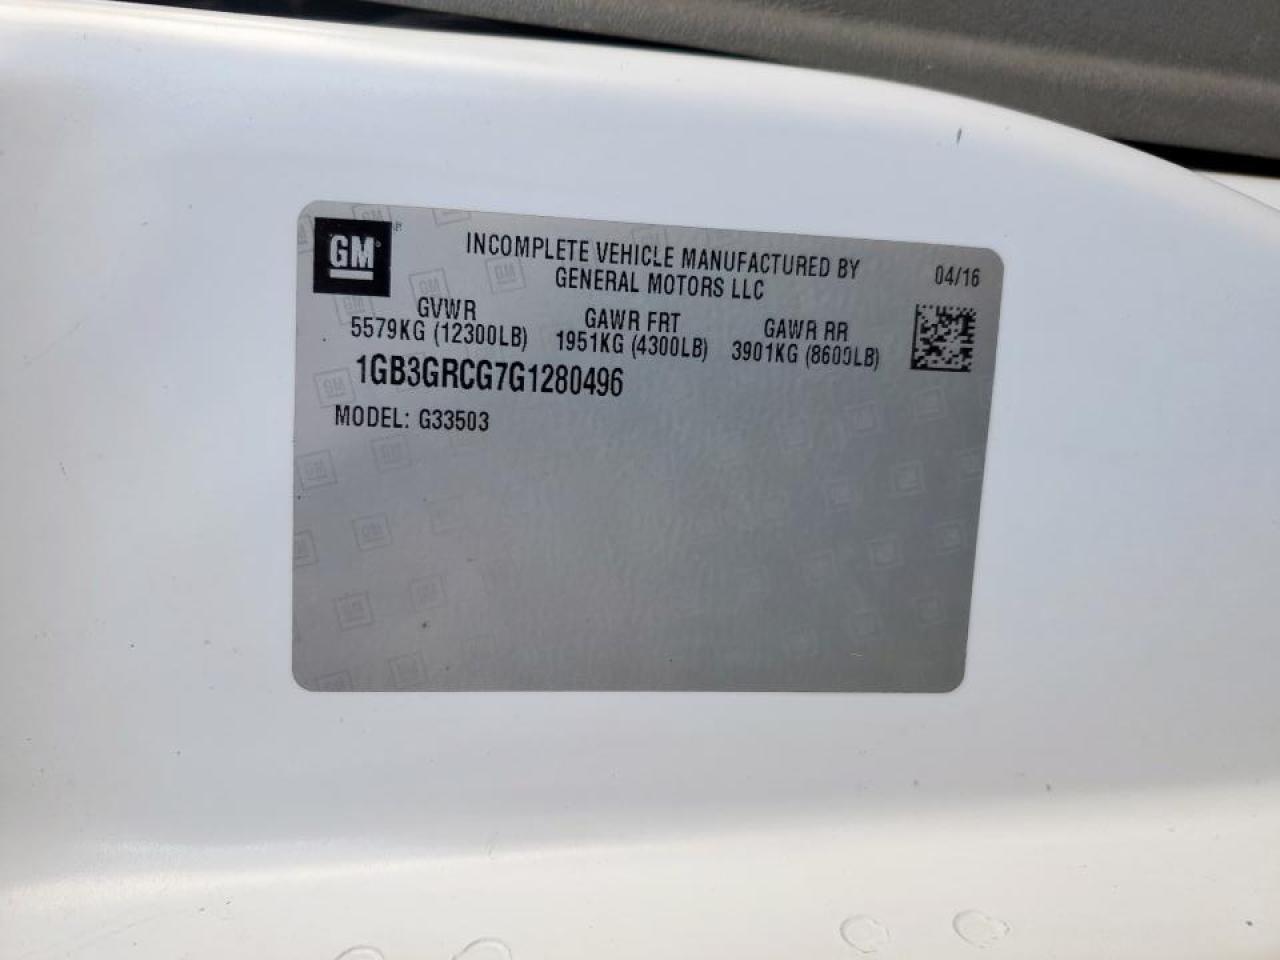 GM
INCOMPLETE VEHICLE MANUFACTURED BY
GENERAL MOTORS LLC
04/16
GVWR
5579KG (12300LB)
GAWR FRT
1951KG (4300LB)
GAWR RR
3901KG (8600LB)
1GB3GRCG7G1280496
MODEL: G33503